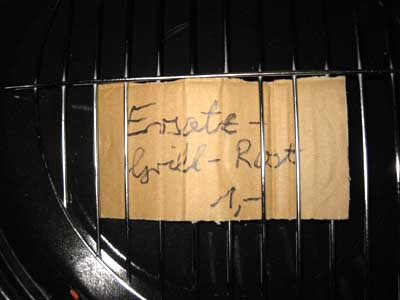 Ersatz-
Grill-Rost
1,-